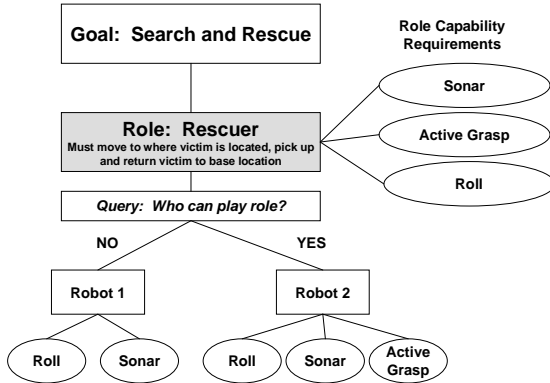 Goal: Search and Rescue
Role Capability
Requirements
Sonar
Role: Rescuer
Must move to where victim is located, pick up
and return victim to base location
Active Grasp
Roll
Query: Who can play role?
NO
YES
Robot 1
Robot 2
Roll
Sonar
Roll
Sonar
Active
Grasp